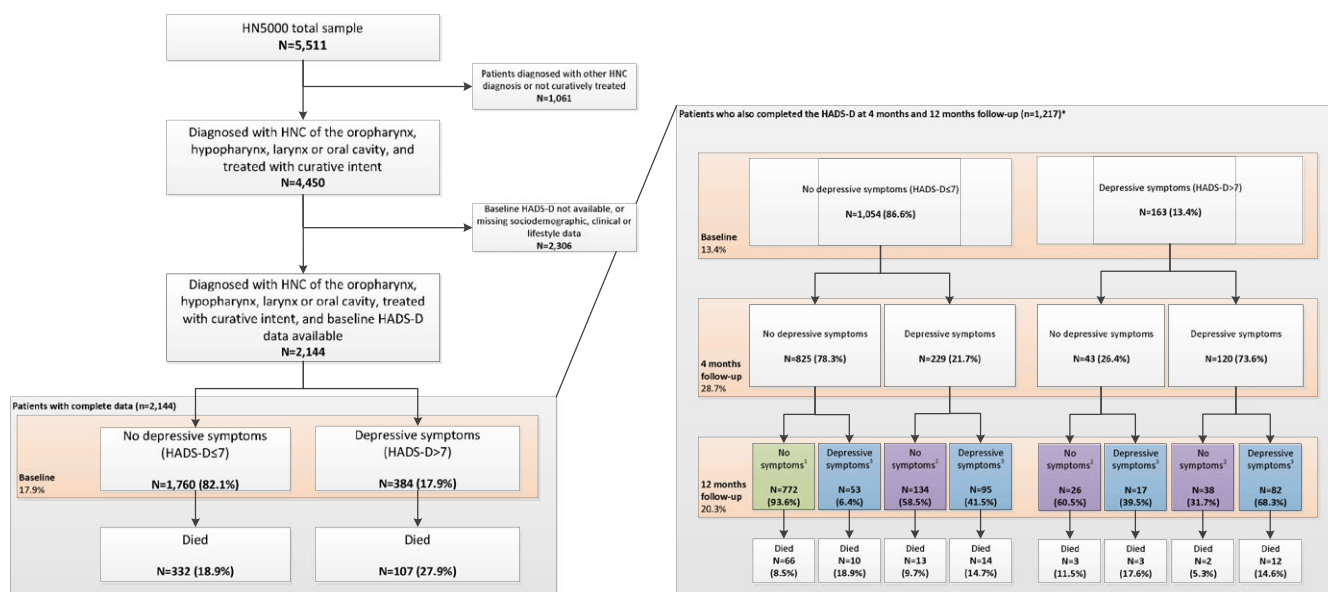 HN5000 total sample
N=5,511
Patients diagnosed with other HNC
diagnosis or not curatively treated
N=1,061
Diagnosed with HNC of the oropharynx,
hypopharynx, larynx or oral cavity, and
treated with curative intent
N=4,450
Baseline HADS-D not available, or
missing sociodemographic, clinical or
lifestyle data
N=2,306
Diagnosed with HNC of the oropharynx,
hypopharynx, larynx or oral cavity, treated
with curative intent, and baseline HADS-D
data available
N=2,144
Patients with complete data (n=2,144)
No depressive symptoms
(HADS-D≤7)
N=1,760 (82.1%)
Depressive symptoms
(HADS-D>7)
N=384 (17.9%)
Baseline
17.9%
Died
N=332 (18.9%)
Died
N=107 (27.9%)
Patients who also completed the HADS-D at 4 months and 12 months follow-up (n=1,217)*
No depressive symptoms (HADS-D≤7)
N=1,054 (86.6%)
Depressive symptoms (HADS-D>7)
N=163 (13.4%)
Baseline
13.4%
No depressive symptoms
N=825 (78.3%)
Depressive symptoms
N=229 (21.7%)
No depressive symptoms
N=43 (26.4%)
Depressive symptoms
N=120 (73.6%)
4 months
follow-up
28.7%
No
symptoms¹
N=772
(93.6%)
Depressive
symptoms³
N=53
(6.4%)
No
symptoms²
N=134
(58.5%)
Depressive
symptoms³
N=95
(41.5%)
No
symptoms²
N=26
(60.5%)
Depressive
symptoms³
N=17
(39.5%)
No
symptoms²
N=38
(31.7%)
Depressive
symptoms³
N=82
(68.3%)
12 months
follow-up
20.3%
Died
N=66
(8.5%)
Died
N=10
(18.9%)
Died
N=13
(9.7%)
Died
N=14
(14.7%)
Died
N=3
(11.5%)
Died
N=3
(17.6%)
Died
N=2
(5.3%)
Died
N=12
(14.6%)